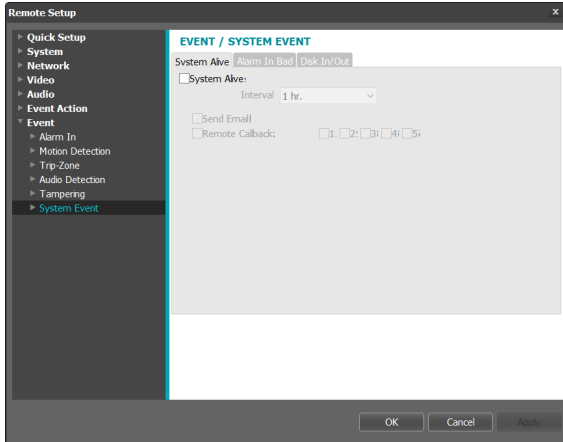 Remote Setup
x
Quick Setup
System
Network
Video
Audio
Event Action
Event
Alarm In
Motion Detection
Trip-Zone
Audio Detection
Tampering
System Event
EVENT / SYSTEM EVENT
System Alive Alarm In Bad Disk In/Out
System Alive:
Interval 1 hr.
Send Email
Remote Callback: 1 2 3 4 5
OK Cancel Apply